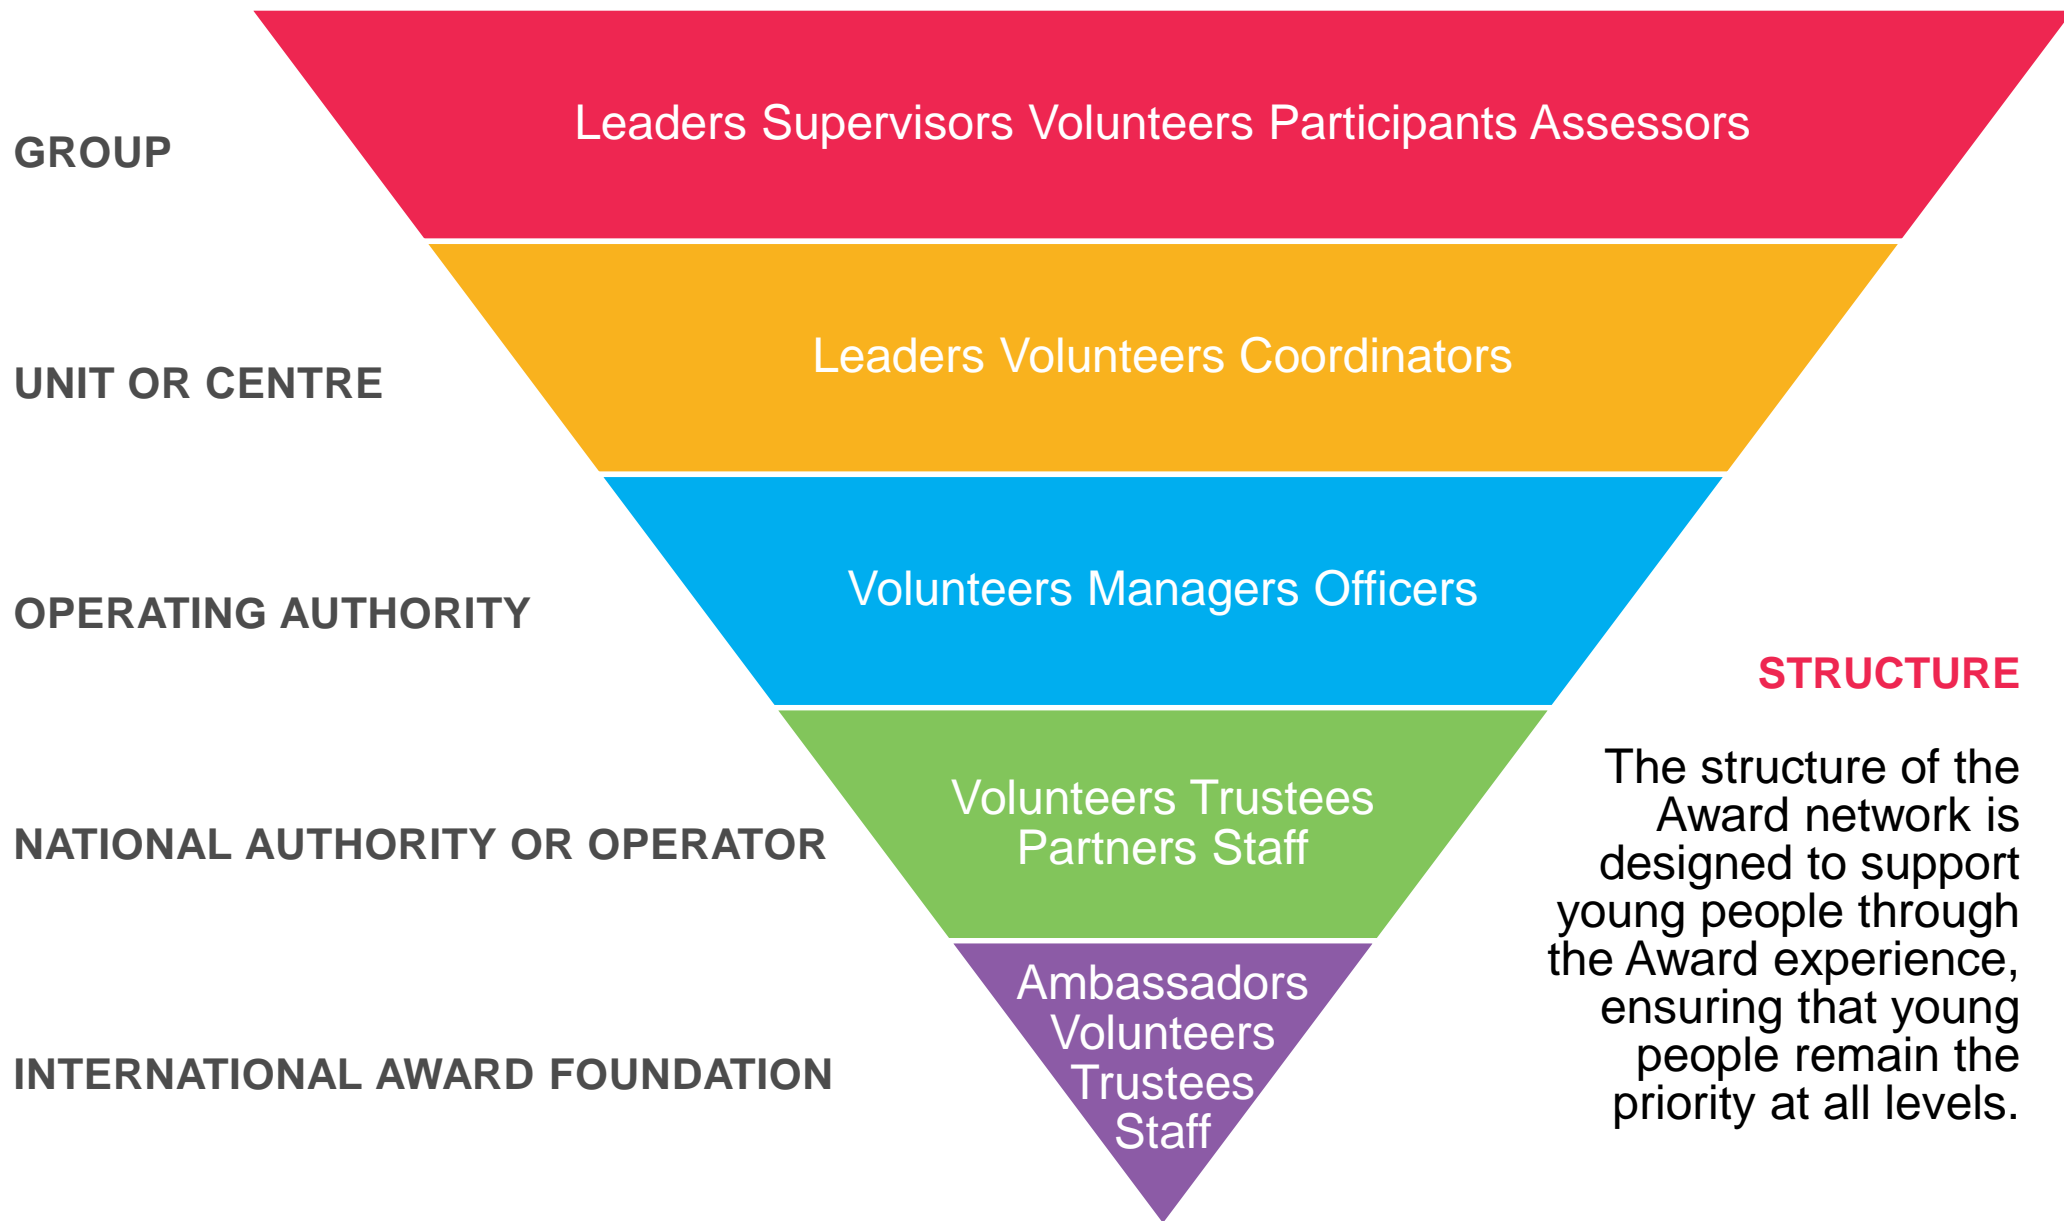 GROUP
Leaders Supervisors Volunteers Participants Assessors
UNIT OR CENTRE
Leaders Volunteers Coordinators
OPERATING AUTHORITY
Volunteers Managers Officers
NATIONAL AUTHORITY OR OPERATOR
Volunteers Trustees
Partners Staff
INTERNATIONAL AWARD FOUNDATION
Ambassadors
Volunteers
Trustees
Staff
STRUCTURE
The structure of the
Award network is
designed to support
young people through
the Award experience,
ensuring that young
people remain the
priority at all levels.